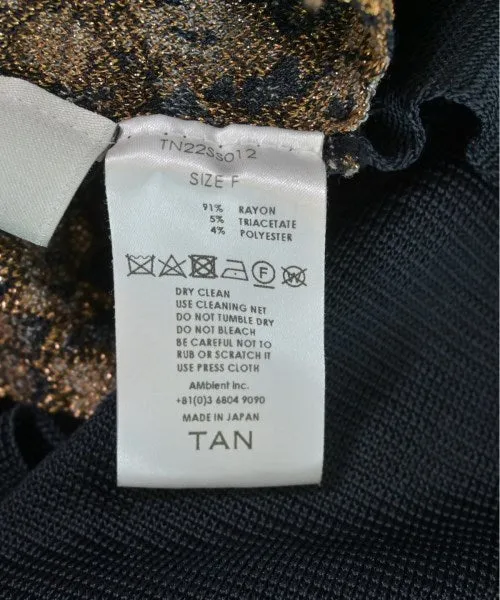 TN22SS012
SIZE F
91% RAYON
5% TRIACETATE
4% POLYESTER
F W
DRY CLEAN
USE CLEANING NET
DO NOT TUMBLE DRY
DO NOT BLEACH
BE CAREFUL NOT TO
RUB OR SCRATCH IT
USE PRESS CLOTH
AMbient Inc.
+81(0)3 6804 9090
MADE IN JAPAN
TAN